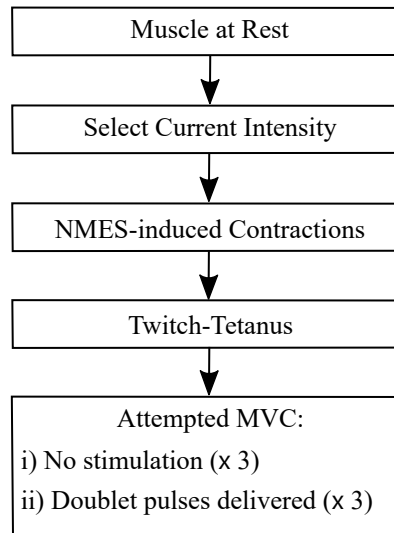 Muscle at Rest
Select Current Intensity
NMES-induced Contractions
Twitch-Tetanus
Attempted MVC:
i) No stimulation (x 3)
ii) Doublet pulses delivered (x 3)